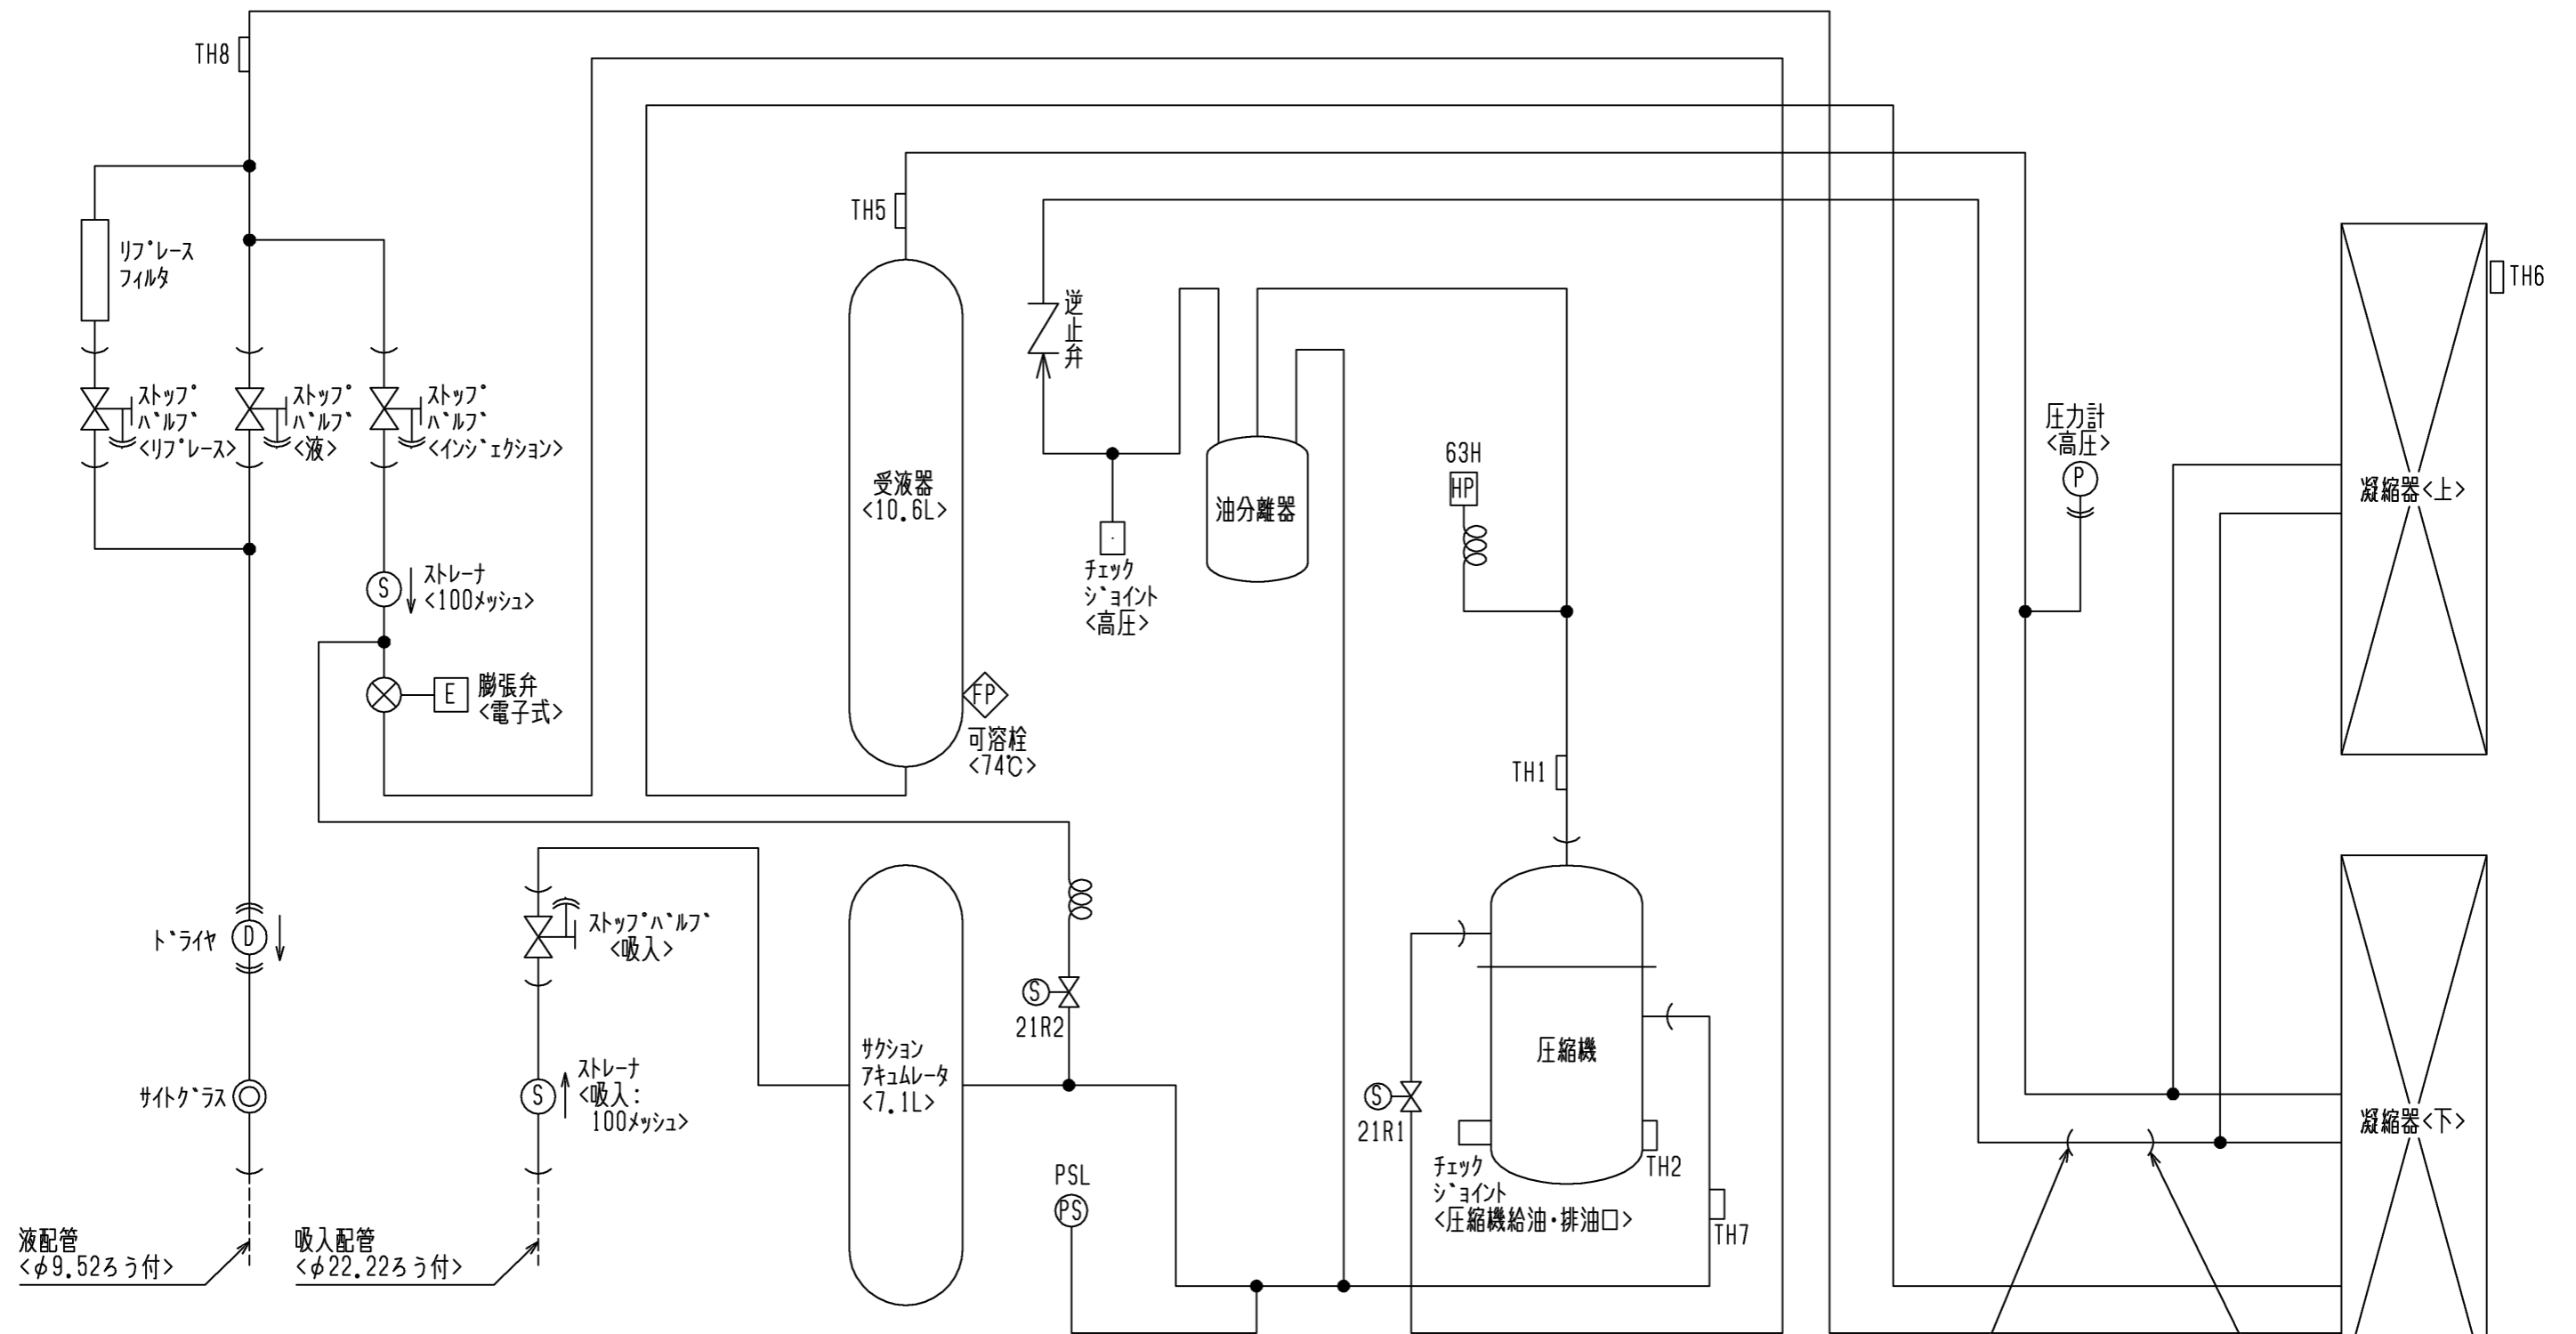 TH8
リプレース
フィルタ
ストップ
バルブ
<リプレース>
ストップ
バルブ
<液>
ストップ
バルブ
<インジェクション>
S
ストレーナ
<100メッシュ>
E
膨張弁
<電子式>
TH5
受液器
<10.6L>
FP
可溶栓
<74℃>
逆止弁
チェック
ジョイント
<高圧>
油分離器
63H
HP
TH1
圧力計
<高圧>
P
凝縮器<上>
TH6
ドライヤ
D
サイトグラス
液配管
<φ9.52ろう付>
ストップバルブ
<吸入>
S
ストレーナ
<吸入:
100メッシュ>
吸入配管
<φ22.22ろう付>
サクション
アキュムレータ
<7.1L>
S
21R2
PSL
PS
圧縮機
S
21R1
チェック
ジョイント
<圧縮機給油・排油口>
TH2
TH7
凝縮器<下>